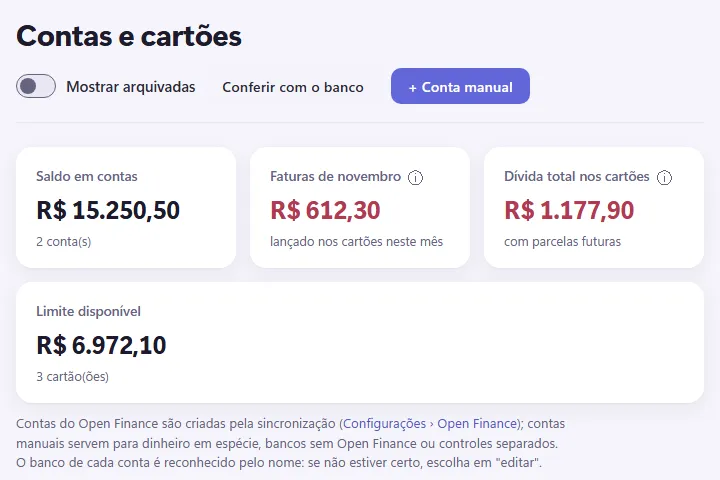 Contas e cartões
Mostrar arquivadas
Conferir com o banco
+ Conta manual
Saldo em contas
R$ 15.250,50
2 conta(s)
Faturas de novembro
R$ 612,30
lançado nos cartões neste mês
Dívida total nos cartões
R$ 1.177,90
com parcelas futuras
Limite disponível
R$ 6.972,10
3 cartão(ões)
Contas do Open Finance são criadas pela sincronização (Configurações › Open Finance); contas
manuais servem para dinheiro em espécie, bancos sem Open Finance ou controles separados.
O banco de cada conta é reconhecido pelo nome: se não estiver certo, escolha em "editar".